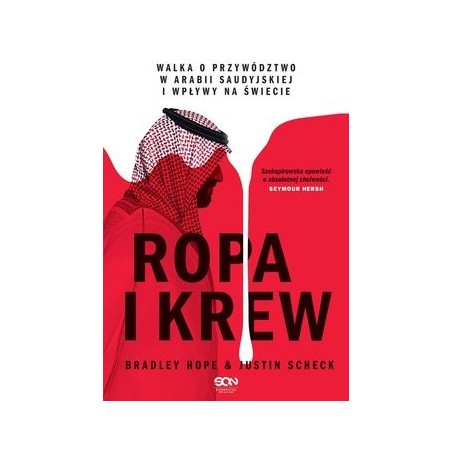 WALKA O PRZYWÓDZTWO
W ARABII SAUDYJSKIEJ
I WPŁYWY NA ŚWIECIE
Szekspirowska opowieść
o absolutnej chciwości.
SEYMOUR HERSH
ROPA
I KREW
BRADLEY HOPE & JUSTIN SCHECK
SQN